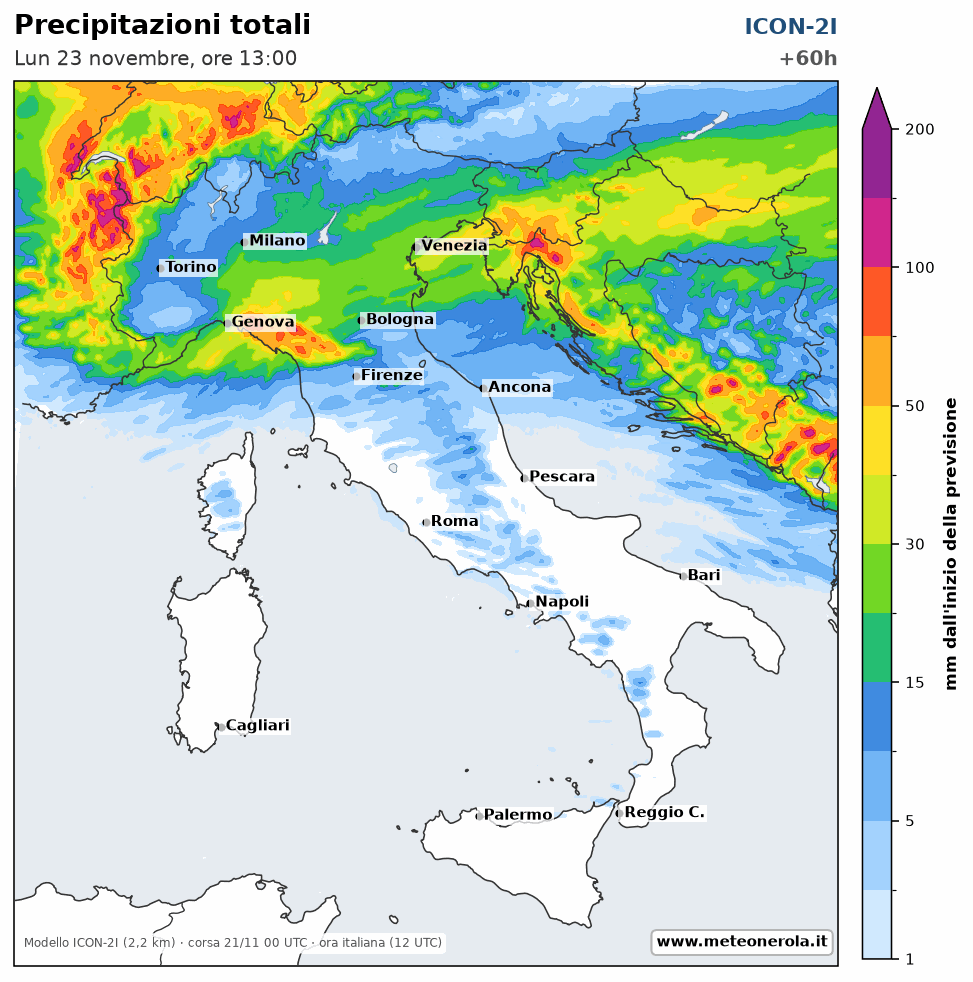 Precipitazioni totali
ICON-2I
Lun 23 novembre, ore 13:00
+60h
Milano
Venezia
Torino
Genova
Bologna
Firenze
Ancona
Pescara
Roma
Bari
Napoli
Cagliari
Palermo
Reggio C.
200
100
50
30
15
5
1
mm dall'inizio della previsione
Modello ICON-2I (2,2 km) · corsa 21/11 00 UTC · ora italiana (12 UTC)
www.meteonerola.it